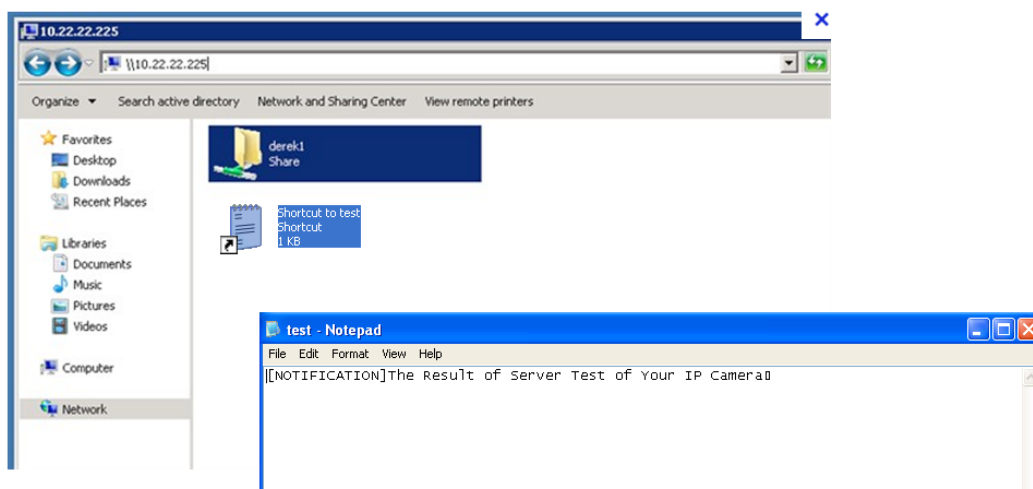 10.22.22.225
\\10.22.22.225
Organize Search active directory Network and Sharing Center View remote printers
Favorites
Desktop
Downloads
Recent Places
Libraries
Documents
Music
Pictures
Videos
Computer
Network
derek1
Share
Shortcut to test
Shortcut
1 KB
test - Notepad
File Edit Format View Help
[NOTIFICATION]The Result of Server Test of Your IP Camera